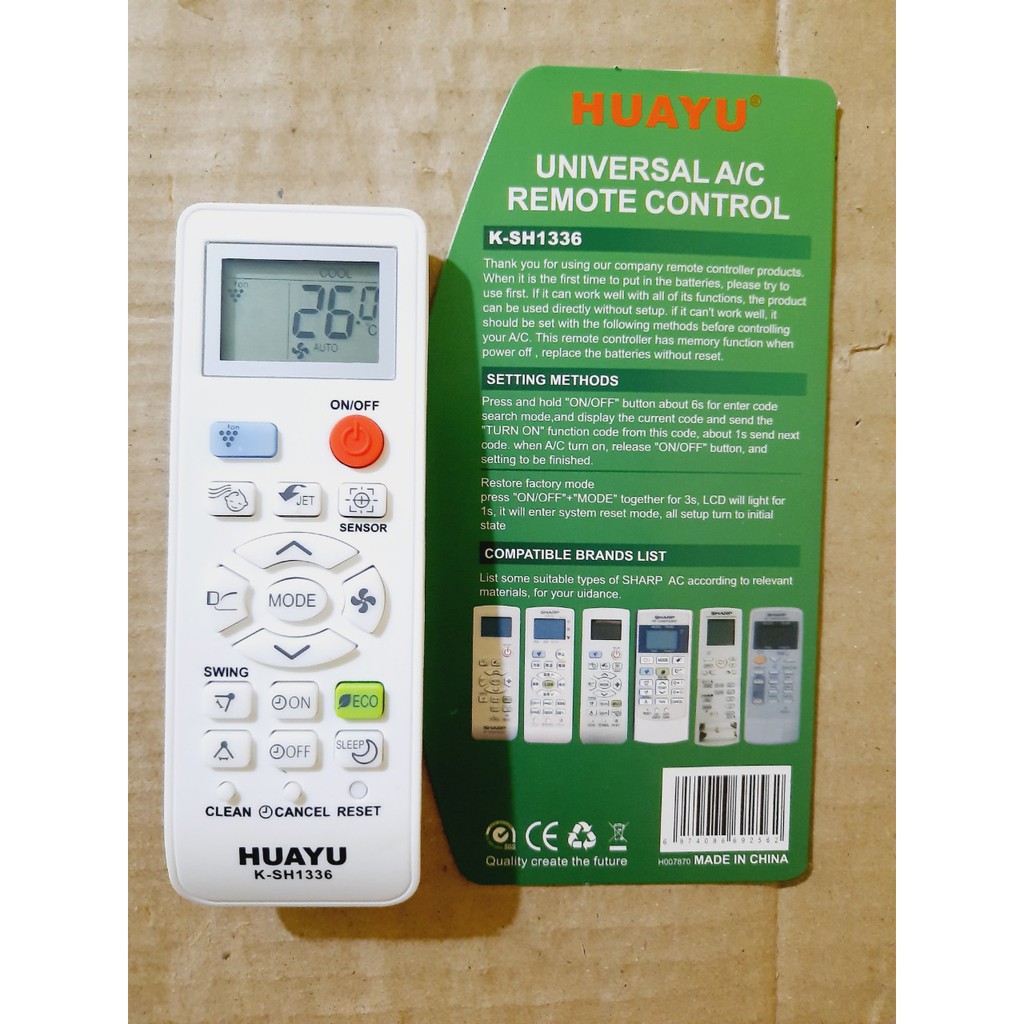 COOL
Ion
26.0
°C
AUTO
ON/OFF
Ion
JET
SENSOR
MODE
SWING
ON
ECO
OFF
SLEEP
CLEAN CANCEL RESET
HUAYU
K-SH1336
HUAYU®
UNIVERSAL A/C
REMOTE CONTROL
K-SH1336
Thank you for using our company remote controller products.
When it is the first time to put in the batteries, please try to
use first. If it can work well with all of its functions, the product
can be used directly without setup. if it can't work well, it
should be set with the following methods before controlling
your A/C. This remote controller has memory function when
power off , replace the batteries without reset.
SETTING METHODS
Press and hold "ON/OFF" button about 6s for enter code
search mode,and display the current code and send the
"TURN ON" function code from this code, about 1s send next
code. when A/C turn on, release "ON/OFF" button, and
setting to be finished.
Restore factory mode
press "ON/OFF"+"MODE" together for 3s, LCD will light for
1s, it will enter system reset mode, all setup turn to initial
state
COMPATIBLE BRANDS LIST
List some suitable types of SHARP AC according to relevant
materials, for your uidance.
SHARP
SHARP
SHARP
SHARP
MODE
SHARP
SGS CE
6 974088 692562
Quality create the future
H007870 MADE IN CHINA